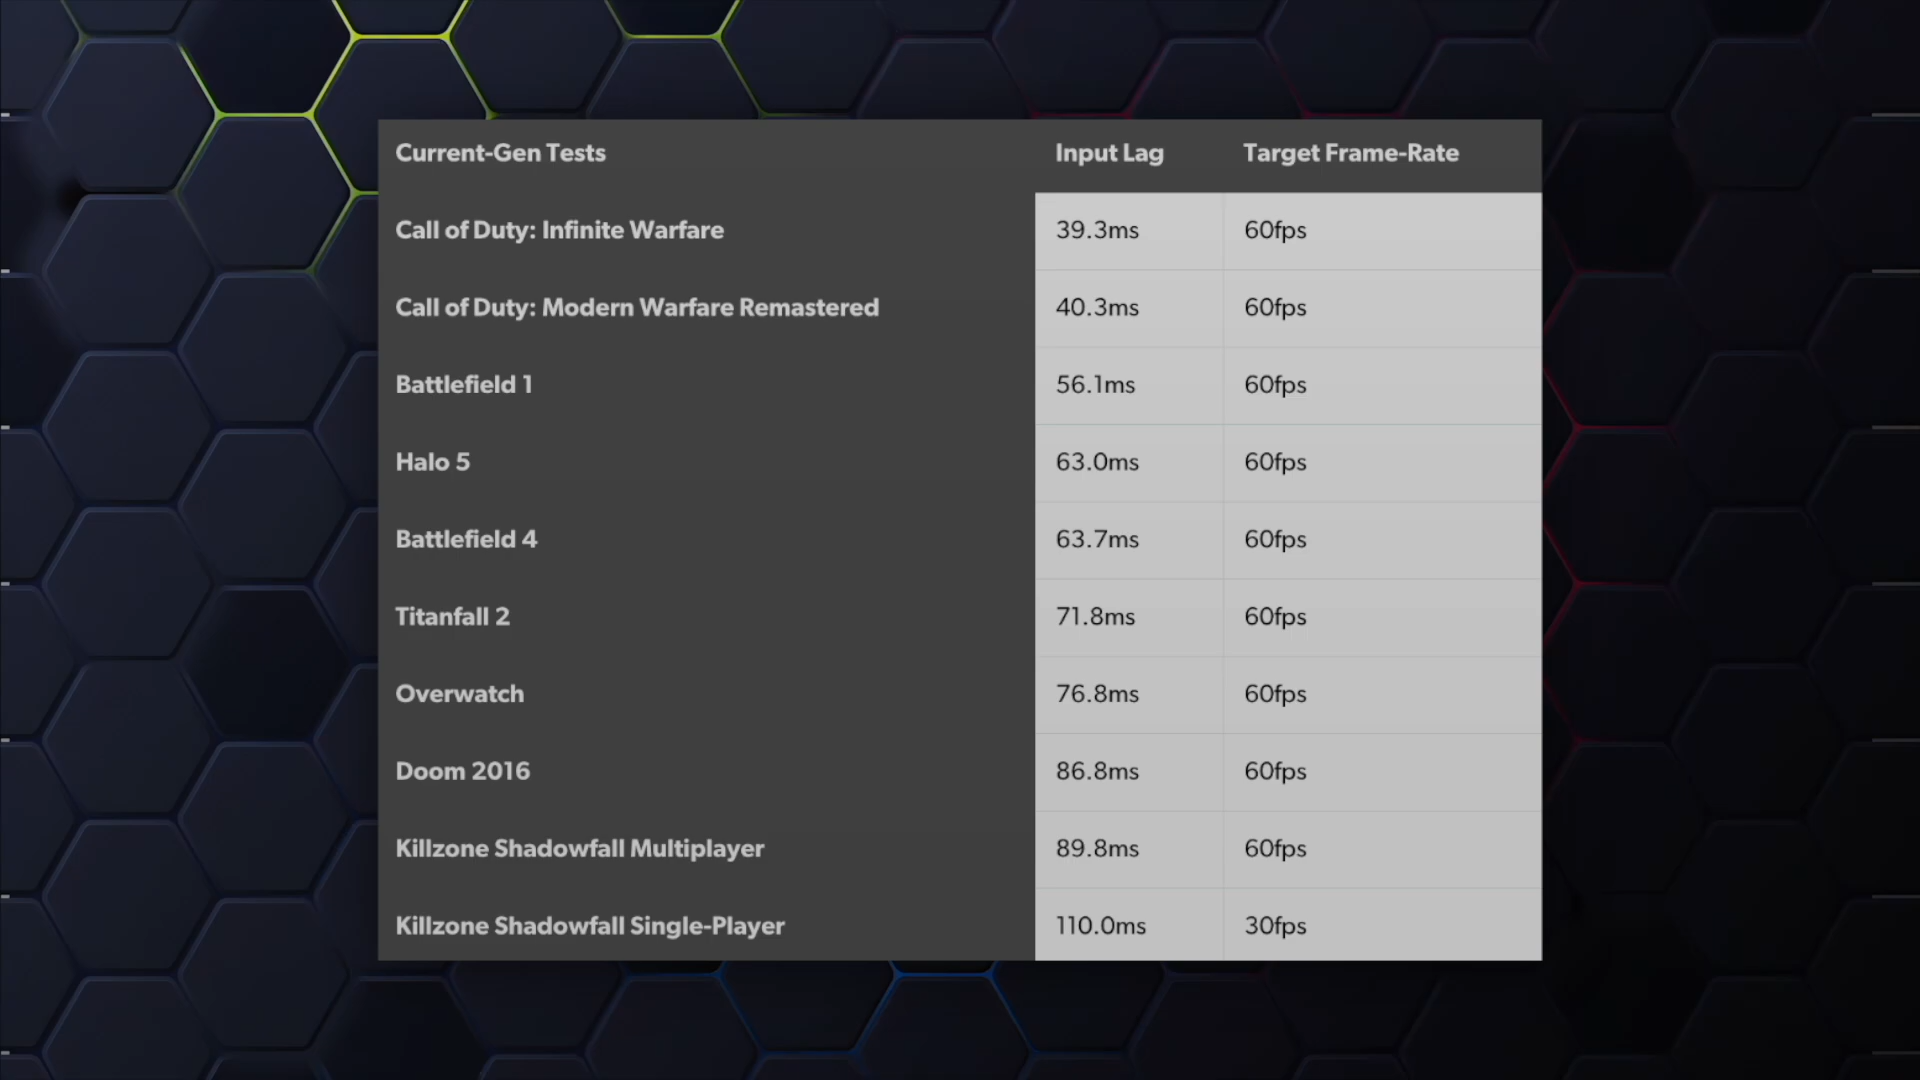 Current-Gen Tests Input Lag Target Frame-Rate
Call of Duty: Infinite Warfare 39.3ms 60fps
Call of Duty: Modern Warfare Remastered 40.3ms 60fps
Battlefield 1 56.1ms 60fps
Halo 5 63.0ms 60fps
Battlefield 4 63.7ms 60fps
Titanfall 2 71.8ms 60fps
Overwatch 76.8ms 60fps
Doom 2016 86.8ms 60fps
Killzone Shadowfall Multiplayer 89.8ms 60fps
Killzone Shadowfall Single-Player 110.0ms 30fps